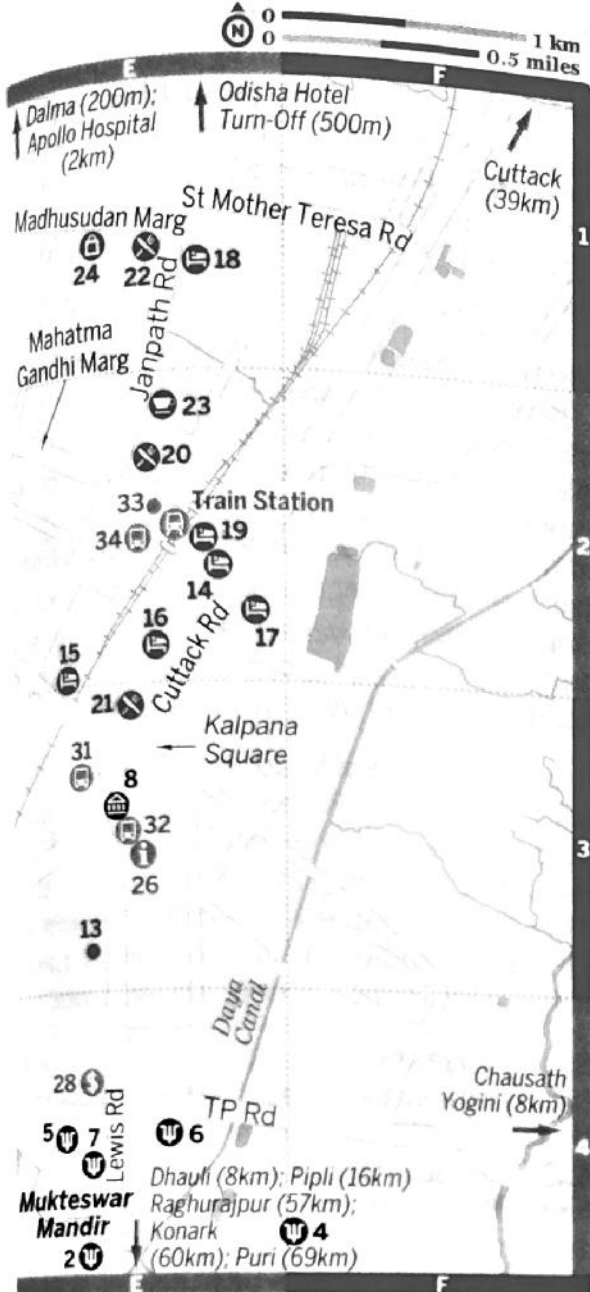 N
0 1 km
0 0.5 miles
E F
Dalma (200m);
Apollo Hospital
(2km)
Odisha Hotel
Turn-Off (500m)
Cuttack
(39km)
St Mother Teresa Rd
Madhusudan Marg
24 22 18
1
Janpath Rd
Mahatma
Gandhi Marg
23
20
33
Train Station
34
19
2
14
17
16
Cuttack Rd
15
21
Kalpana
Square
31
8
32
26
3
13
Daya
Canal
28
Chausath
Yogini (8km)
Lewis Rd
TP Rd
5 7 6
4
Mukteswar
Mandir
2
Dhauli (8km); Pipli (16km)
Raghurajpur (57km);
Konark
(60km); Puri (69km)
4
E F